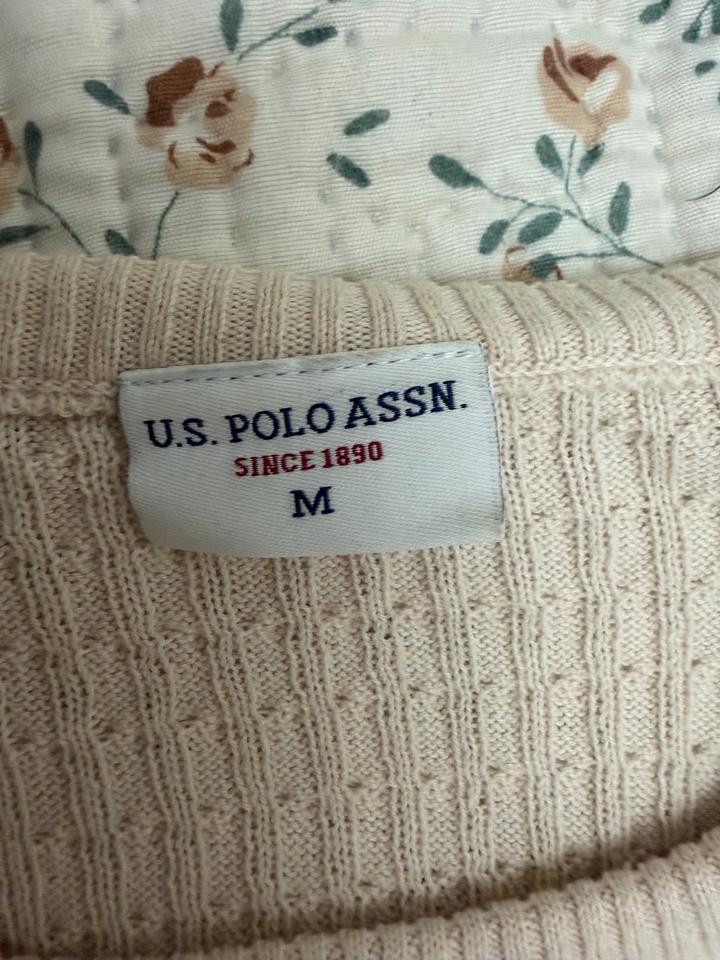 U.S. POLO ASSN.
SINCE 1890
M